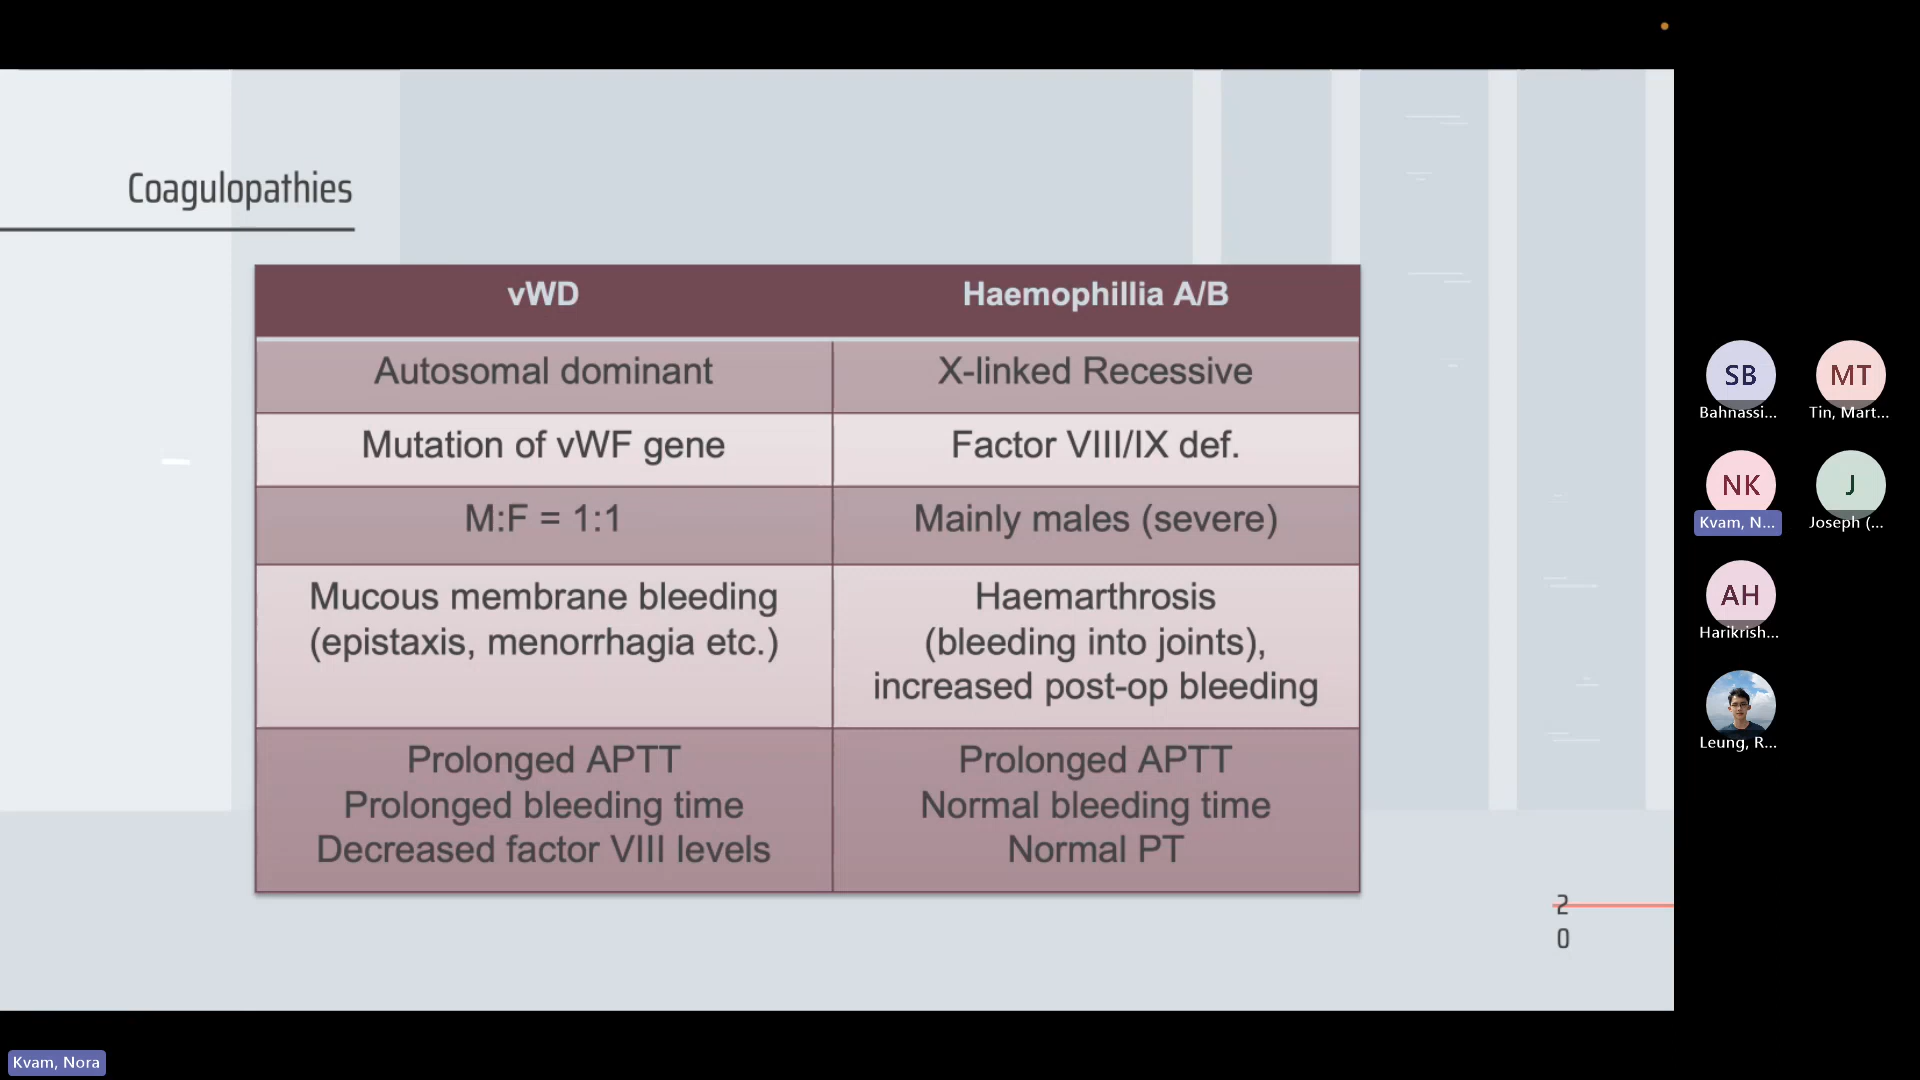 Coagulopathies
vWD
Haemophillia A/B
Autosomal dominant
X-linked Recessive
Mutation of vWF gene
Factor VIII/IX def.
M:F = 1:1
Mainly males (severe)
Mucous membrane bleeding
(epistaxis, menorrhagia etc.)
Haemarthrosis
(bleeding into joints),
increased post-op bleeding
Prolonged APTT
Prolonged bleeding time
Decreased factor VIII levels
Prolonged APTT
Normal bleeding time
Normal PT
2
0
SB
Bahnassi...
MT
Tin, Mart...
NK
Kvam, N...
J
Joseph (...
AH
Harikrish...
Leung, R...
Kvam, Nora